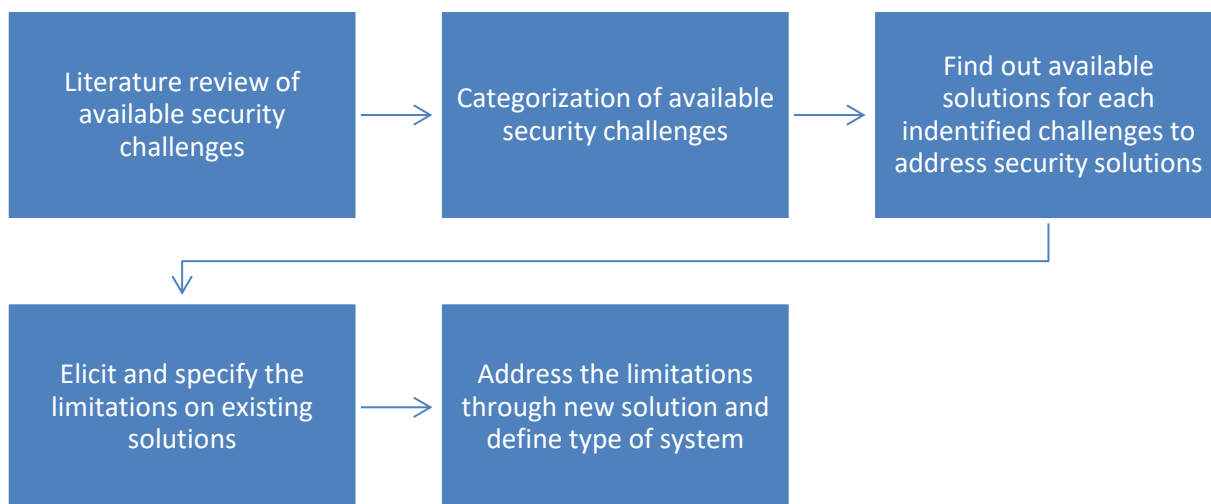 Literature review of
available security
challenges
Categorization of available
security challenges
Find out available
solutions for each
indentified challenges to
address security solutions
Elicit and specify the
limitations on existing
solutions
Address the limitations
through new solution and
define type of system